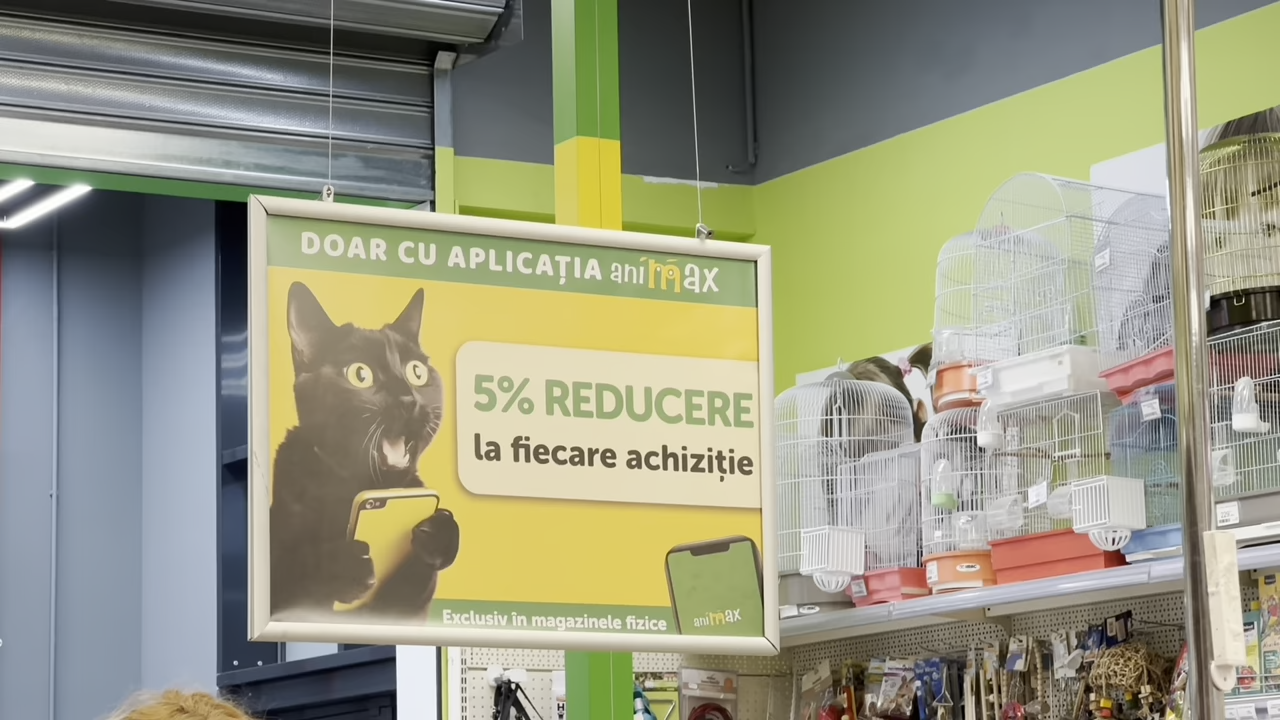 DOAR CU APLICAȚIA animax
5% REDUCERE
la fiecare achiziție
Exclusiv în magazinele fizice
animax